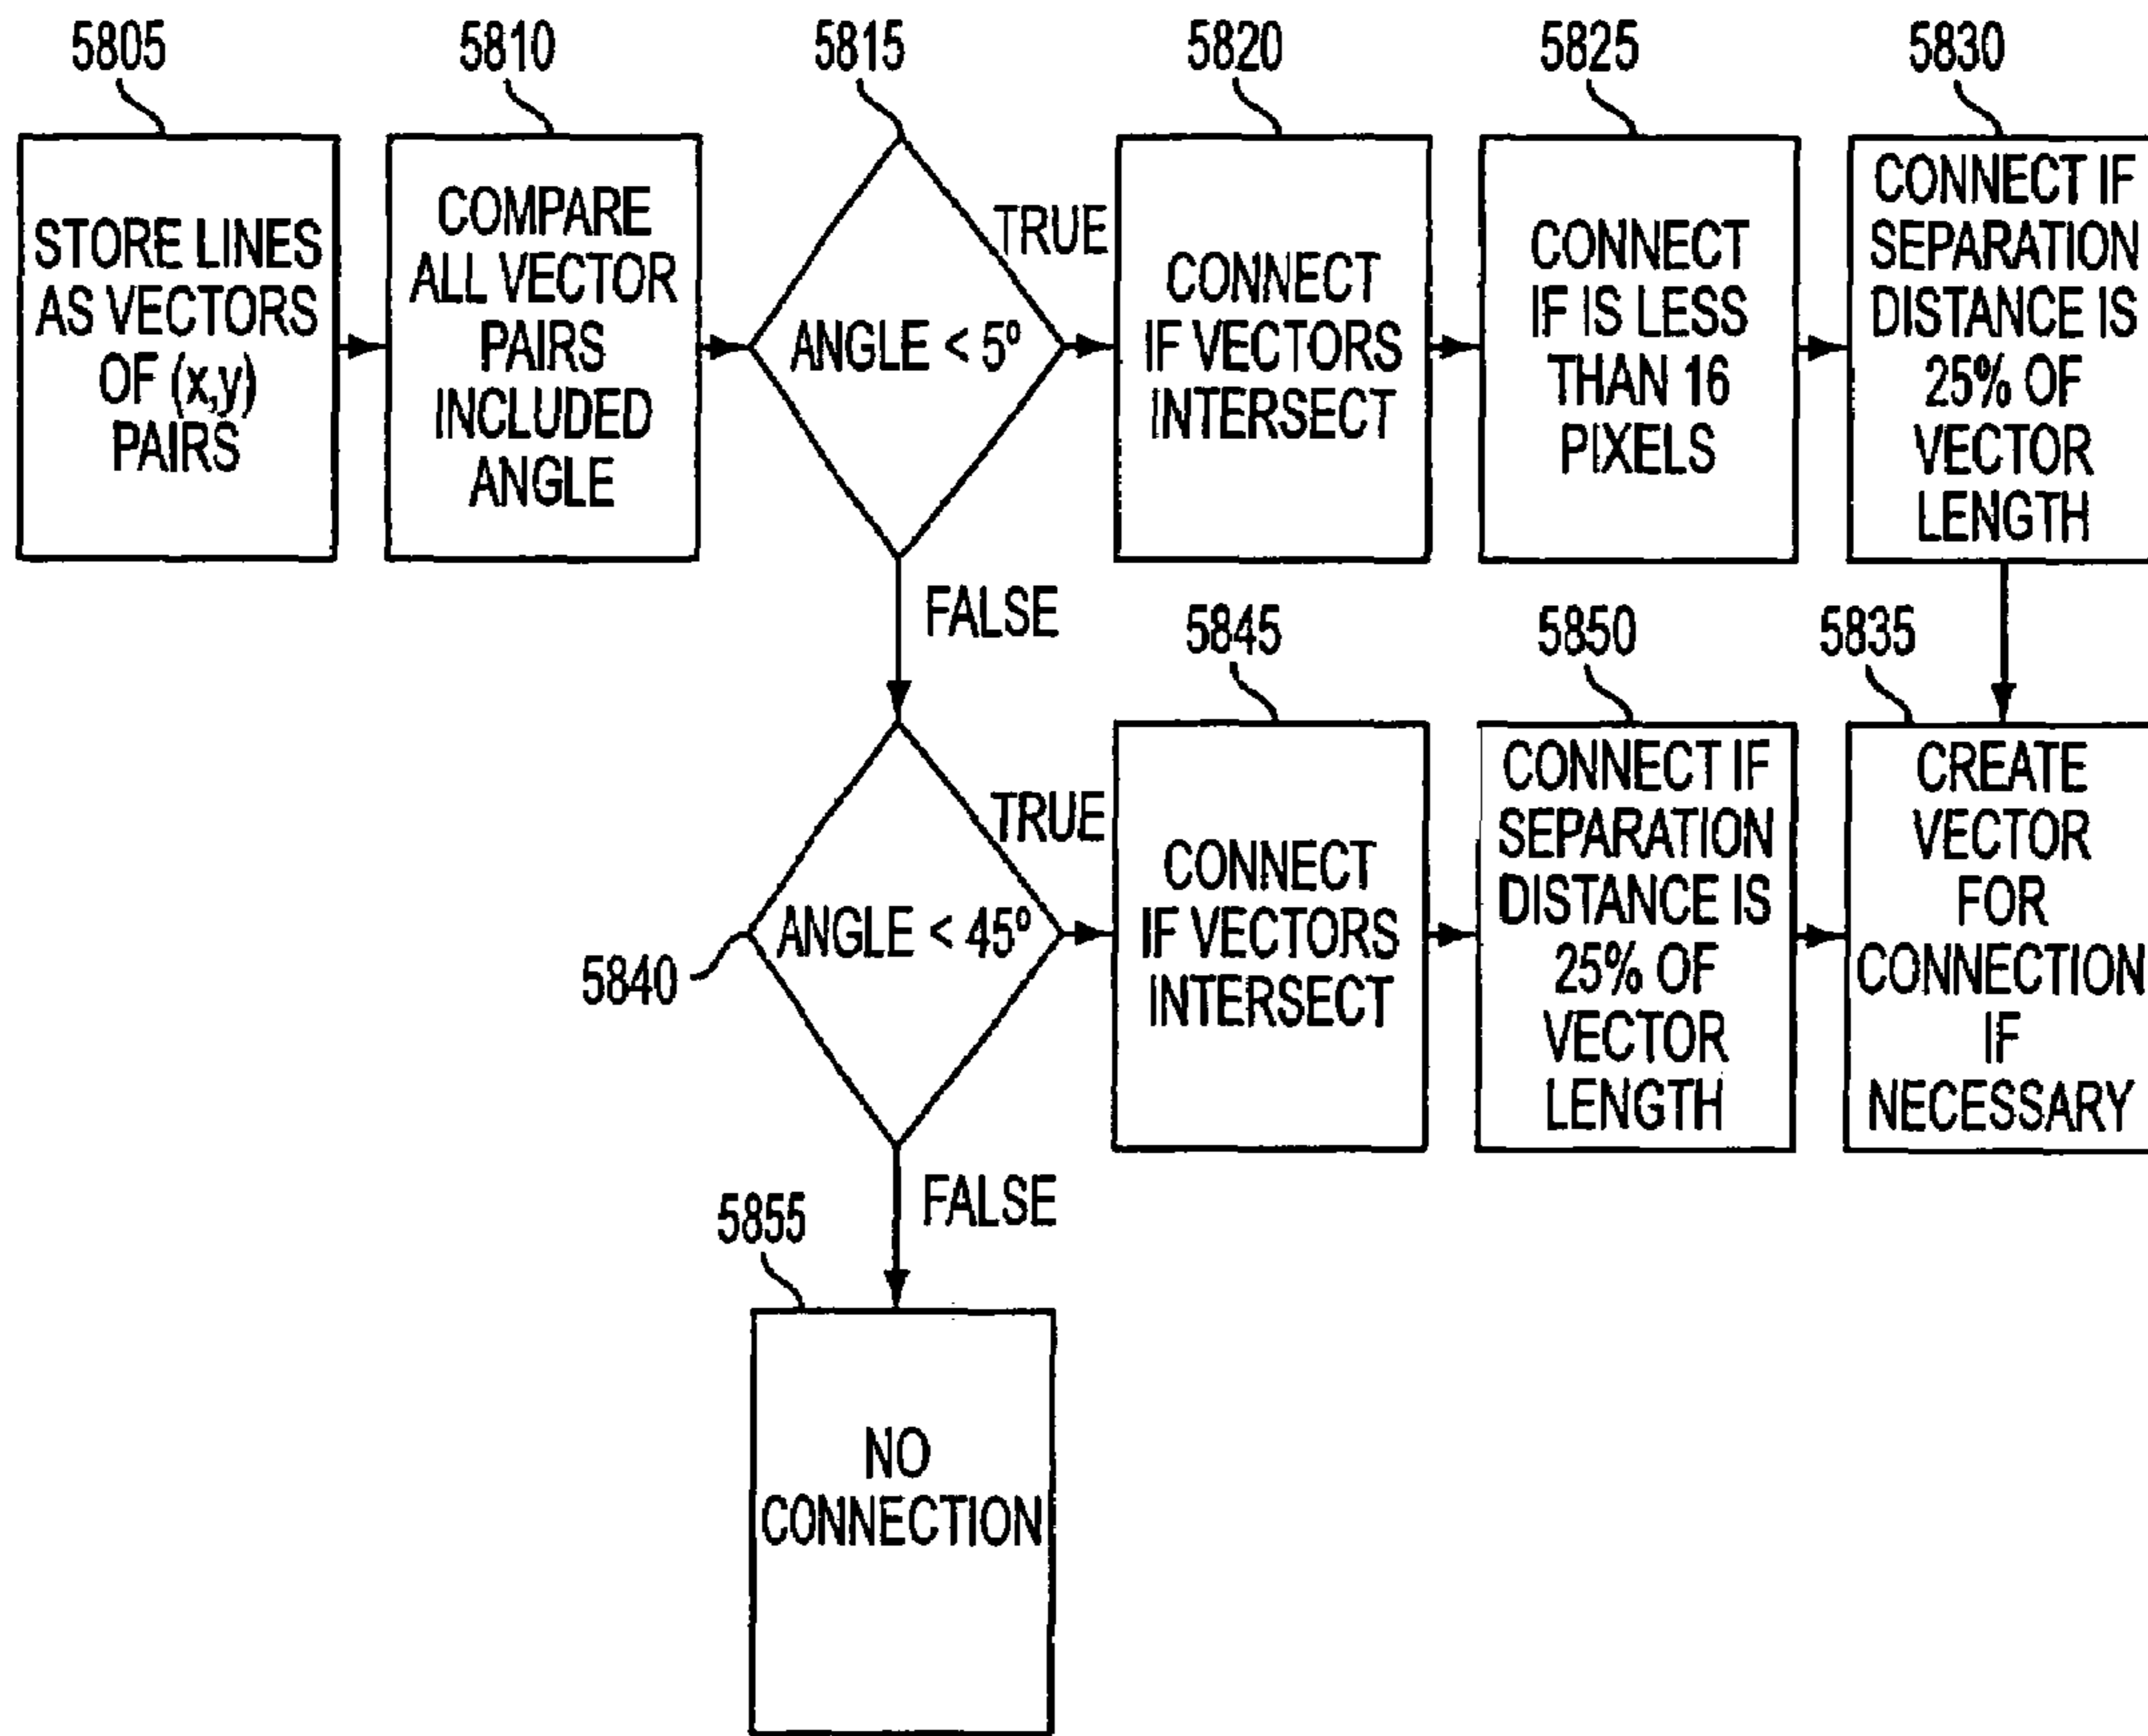 5805
STORE LINES
AS VECTORS
OF (x,y)
PAIRS
5810
COMPARE
ALL VECTOR
PAIRS
INCLUDED
ANGLE
5815
ANGLE < 5º
TRUE
FALSE
5820
CONNECT
IF VECTORS
INTERSECT
5825
CONNECT
IF IS LESS
THAN 16
PIXELS
5830
CONNECT IF
SEPARATION
DISTANCE IS
25% OF
VECTOR
LENGTH
5840
ANGLE < 45º
TRUE
FALSE
5845
CONNECT
IF VECTORS
INTERSECT
5850
CONNECT IF
SEPARATION
DISTANCE IS
25% OF
VECTOR
LENGTH
5835
CREATE
VECTOR
FOR
CONNECTION
IF
NECESSARY
5855
NO
CONNECTION